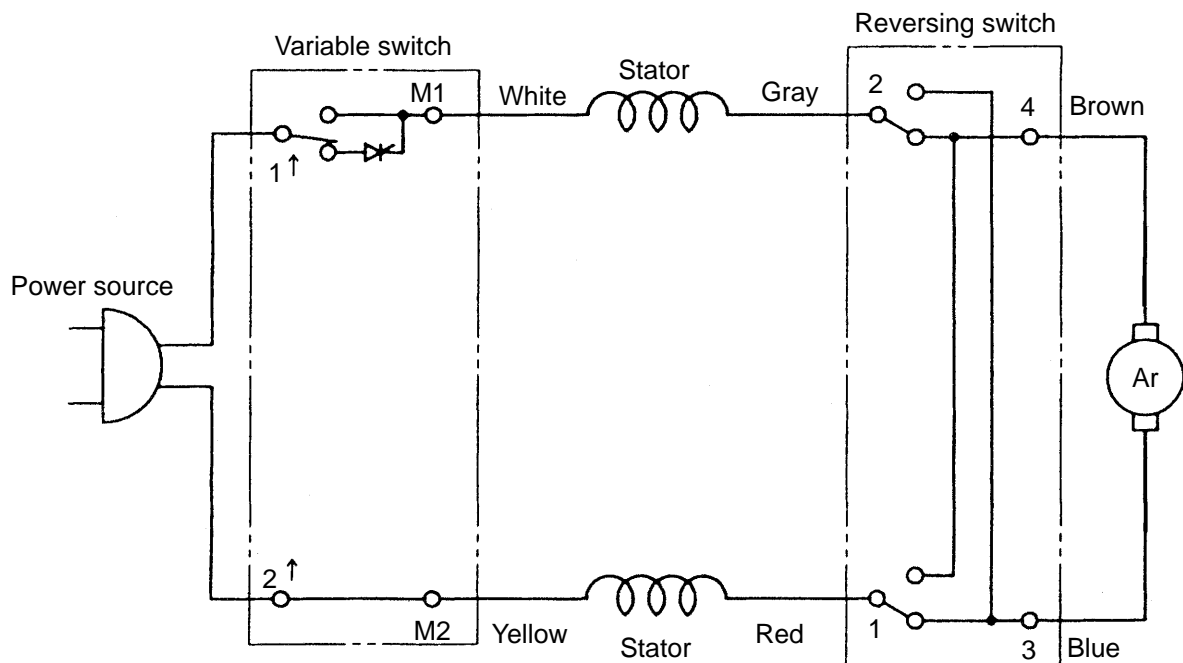 Reversing switch
Variable switch
Stator
M1
White
Gray
2
4
Brown
1↑
Power source
Ar
2↑
M2
Yellow
Stator
Red
1
3
Blue